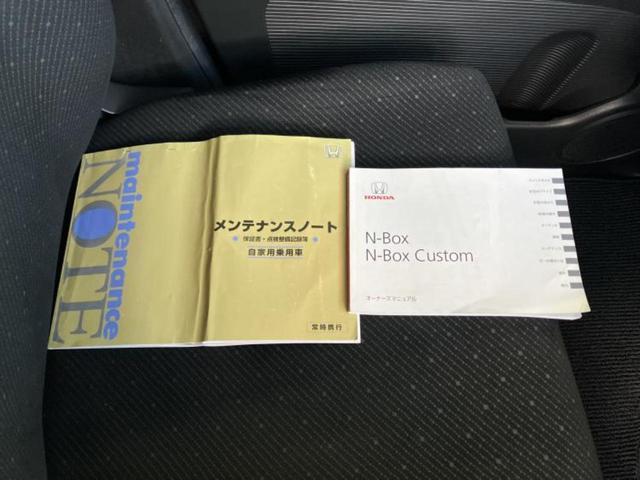 maintenance
NOTE
メンテナンスノート
保証書・点検整備記録簿
自家用乗用車
常時携行
HONDA
N-Box
N-Box Custom
オーナーズマニュアル